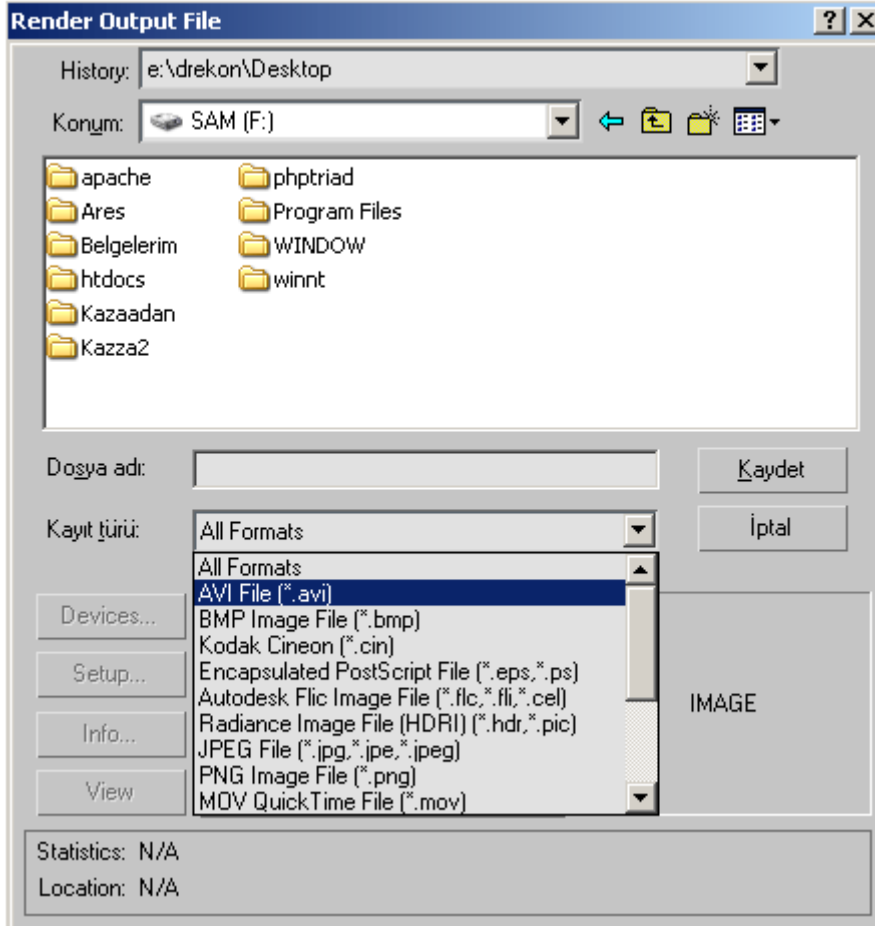 Render Output File
History: e:\drekon\Desktop
Konum: SAM (F:)
apache phptriad
Ares Program Files
Belgelerim WINDOW
htdocs winnt
Kazaadan
Kazza2
Dosya adı: Kaydet
Kayıt türü: All Formats İptal
All Formats
AVI File (*.avi)
Devices... BMP Image File (*.bmp)
Kodak Cineon (*.cin)
Setup... Encapsulated PostScript File (*.eps,*.ps)
Autodesk Flic Image File (*.flc,*.fli,*.cel) IMAGE
Info... Radiance Image File (HDRI) (*.hdr,*.pic)
JPEG File (*.jpg,*.jpe,*.jpeg)
View PNG Image File (*.png)
MOV QuickTime File (*.mov)
Statistics: N/A
Location: N/A